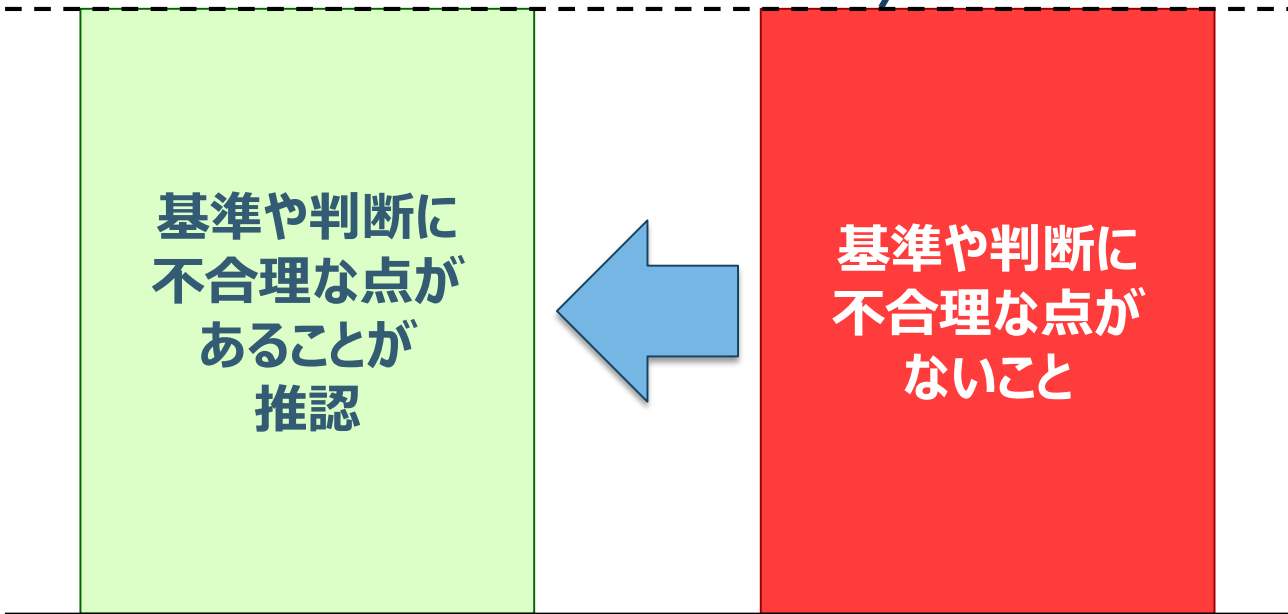 基準や判断に
不合理な点が
あることが
推認
基準や判断に
不合理な点が
ないこと